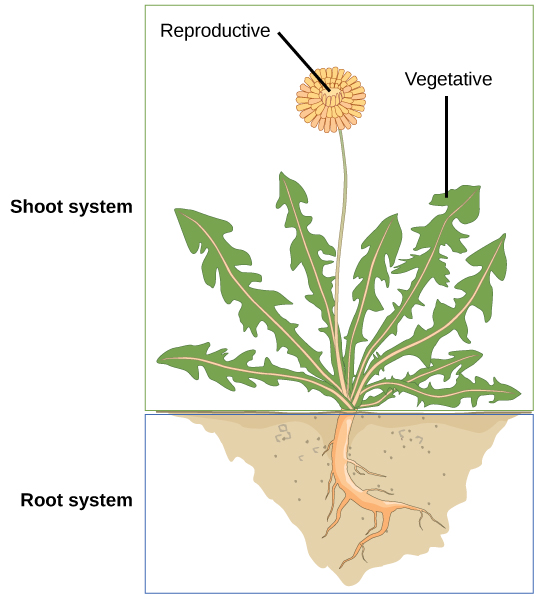 Reproductive
Vegetative
Shoot system
Root system